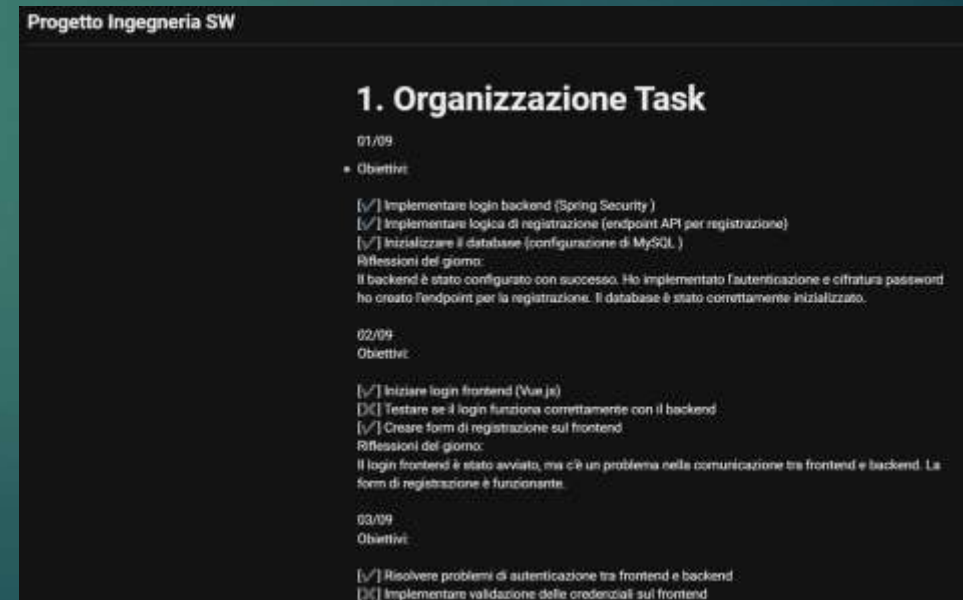 Progetto Ingegneria SW
1. Organizzazione Task
01/09
• Obiettivi:
[✓] Implementare login backend (Spring Security )
[✓] Implementare logica di registrazione (endpoint API per registrazione)
[✓] Inizializzare il database (configurazione di MySQL )
Riflessioni del giorno:
Il backend è stato configurato con successo. Ho implementato l'autenticazione e cifratura password
ho creato l'endpoint per la registrazione. Il database è stato correttamente inizializzato.
02/09
Obiettivi:
[✓] Iniziare login frontend (Vue.js)
[X] Testare se il login funziona correttamente con il backend
[✓] Creare form di registrazione sul frontend
Riflessioni del giorno:
Il login frontend è stato avviato, ma c'è un problema nella comunicazione tra frontend e backend. La
form di registrazione è funzionante.
03/09
Obiettivi:
[✓] Risolvere problemi di autenticazione tra frontend e backend
[X] Implementare validazione delle credenziali sul frontend